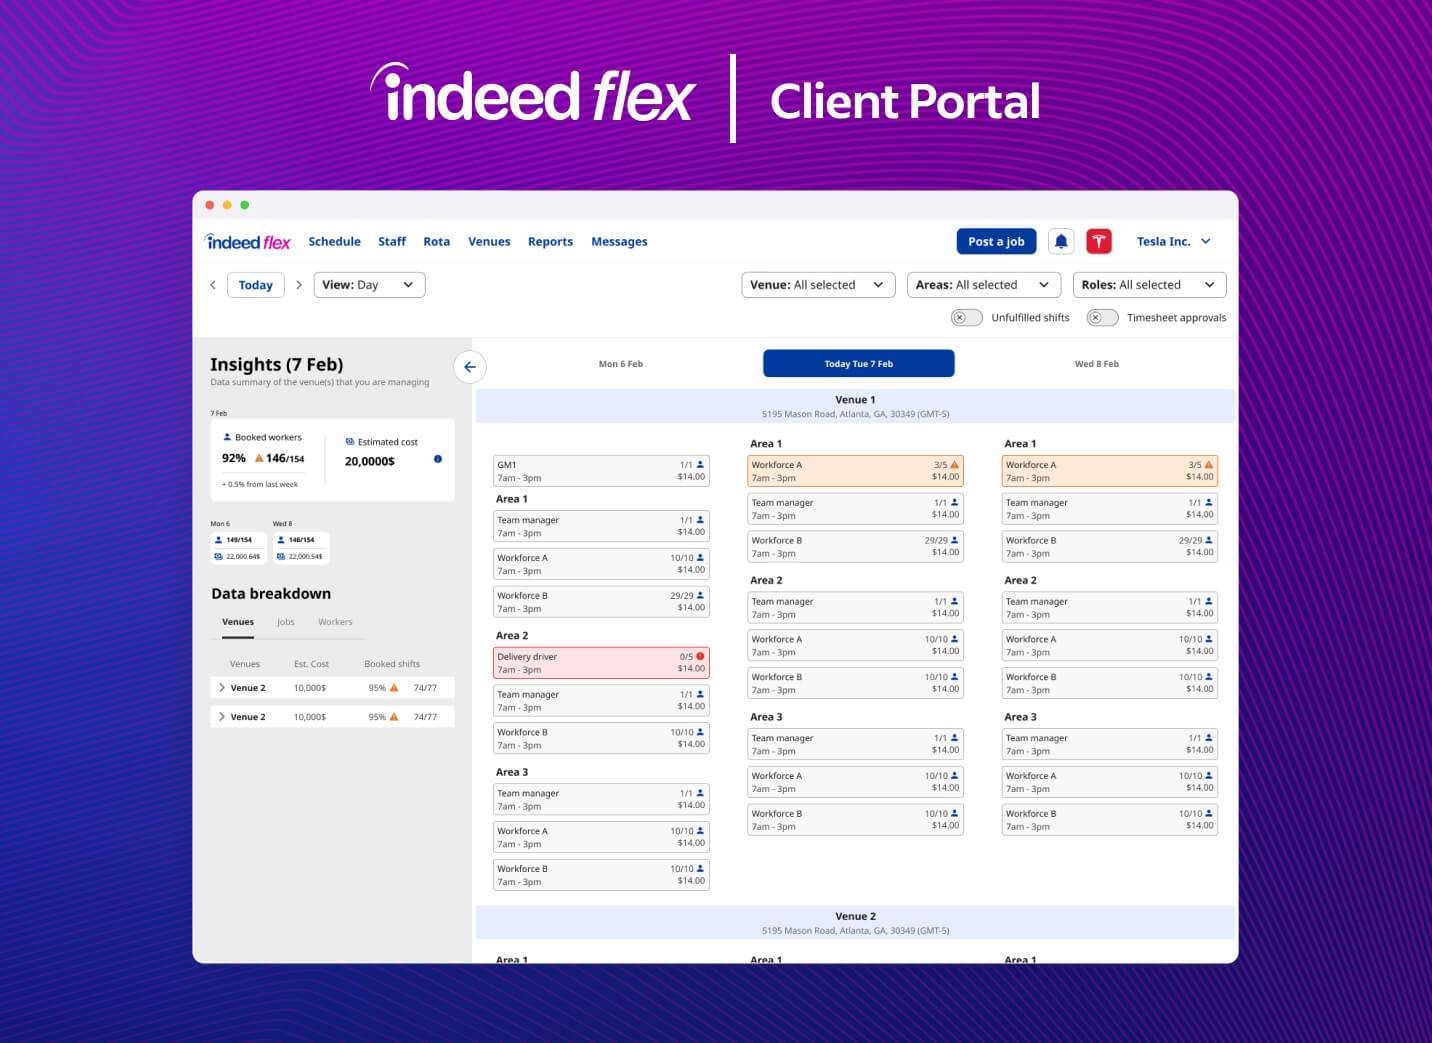 indeed flex | Client Portal
indeed flex Schedule Staff Rota Venues Reports Messages Post a job Tesla Inc.
Today View: Day Venue: All selected Areas: All selected Roles: All selected
Unfulfilled shifts Timesheet approvals
Insights (7 Feb)
Data summary of the venue(s) that you are managing
7 Feb
Booked workers
92% 146/154
+ 0.5% from last week
Estimated cost
20,0000$
Mon 6
149/154
22,000.64$
Wed 8
146/154
22,000.54$
Data breakdown
Venues Jobs Workers
Venues Est. Cost Booked shifts
Venue 2 10,000$ 95% 74/77
Venue 2 10,000$ 95% 74/77
Mon 6 Feb Today Tue 7 Feb Wed 8 Feb
Venue 1
5195 Mason Road, Atlanta, GA, 30349 (GMT-5)
GM1 1/1
7am - 3pm $14.00
Area 1
Team manager 1/1
7am - 3pm $14.00
Workforce A 10/10
7am - 3pm $14.00
Workforce B 29/29
7am - 3pm $14.00
Area 2
Delivery driver 0/5
7am - 3pm $14.00
Team manager 1/1
7am - 3pm $14.00
Workforce B 10/10
7am - 3pm $14.00
Area 3
Team manager 1/1
7am - 3pm $14.00
Workforce A 10/10
7am - 3pm $14.00
Workforce B 10/10
7am - 3pm $14.00
Area 1
Workforce A 3/5
7am - 3pm $14.00
Team manager 1/1
7am - 3pm $14.00
Workforce B 29/29
7am - 3pm $14.00
Area 2
Team manager 1/1
7am - 3pm $14.00
Workforce A 10/10
7am - 3pm $14.00
Workforce B 10/10
7am - 3pm $14.00
Area 3
Team manager 1/1
7am - 3pm $14.00
Workforce A 10/10
7am - 3pm $14.00
Workforce B 10/10
7am - 3pm $14.00
Area 1
Workforce A 3/5
7am - 3pm $14.00
Team manager 1/1
7am - 3pm $14.00
Workforce B 29/29
7am - 3pm $14.00
Area 2
Team manager 1/1
7am - 3pm $14.00
Workforce A 10/10
7am - 3pm $14.00
Workforce B 10/10
7am - 3pm $14.00
Area 3
Team manager 1/1
7am - 3pm $14.00
Workforce A 10/10
7am - 3pm $14.00
Workforce B 10/10
7am - 3pm $14.00
Venue 2
5195 Mason Road, Atlanta, GA, 30349 (GMT-5)
Area 1 Area 1 Area 1